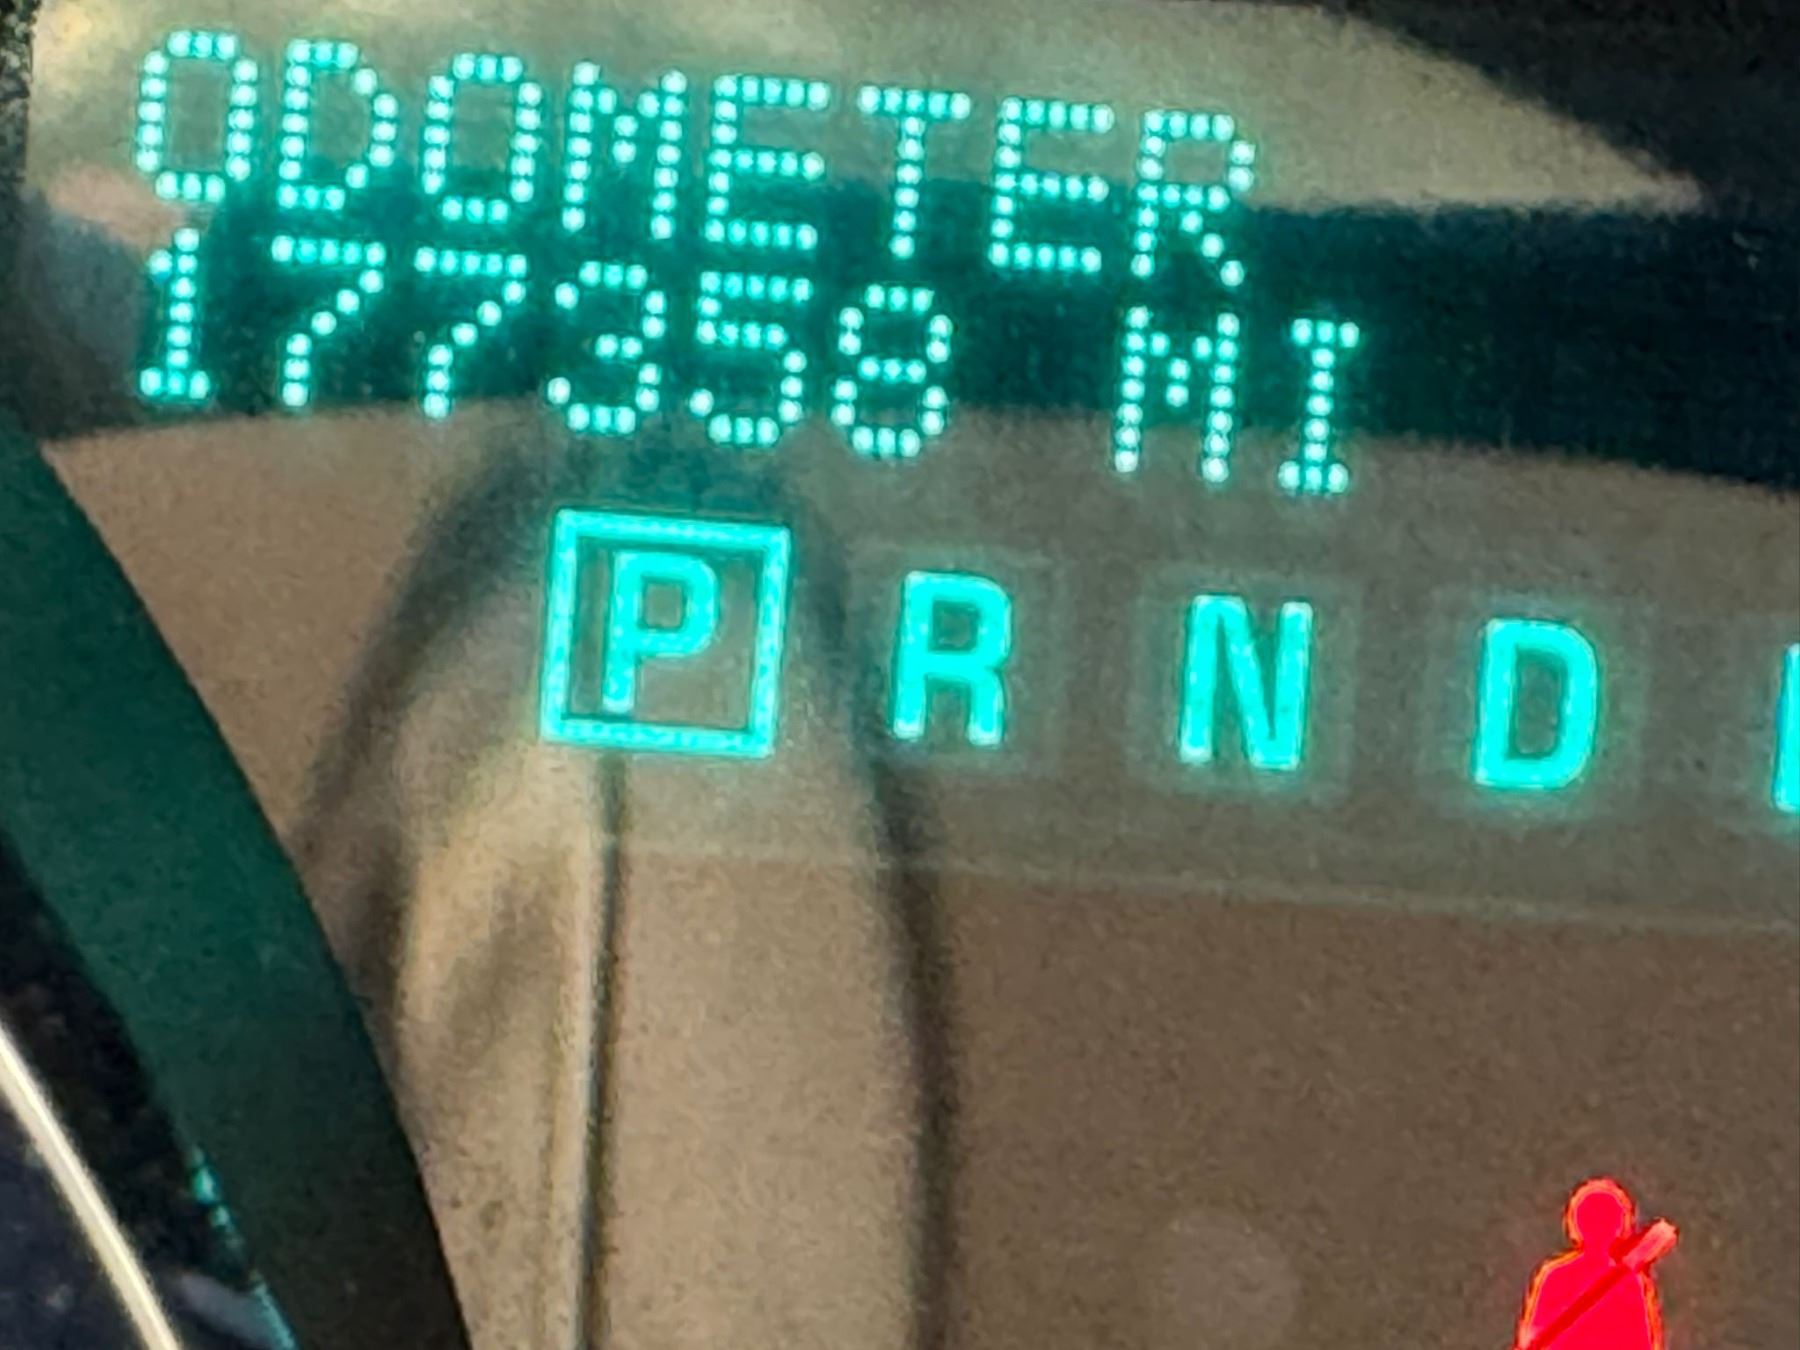 ODOMETER
177358 MI
P R N D